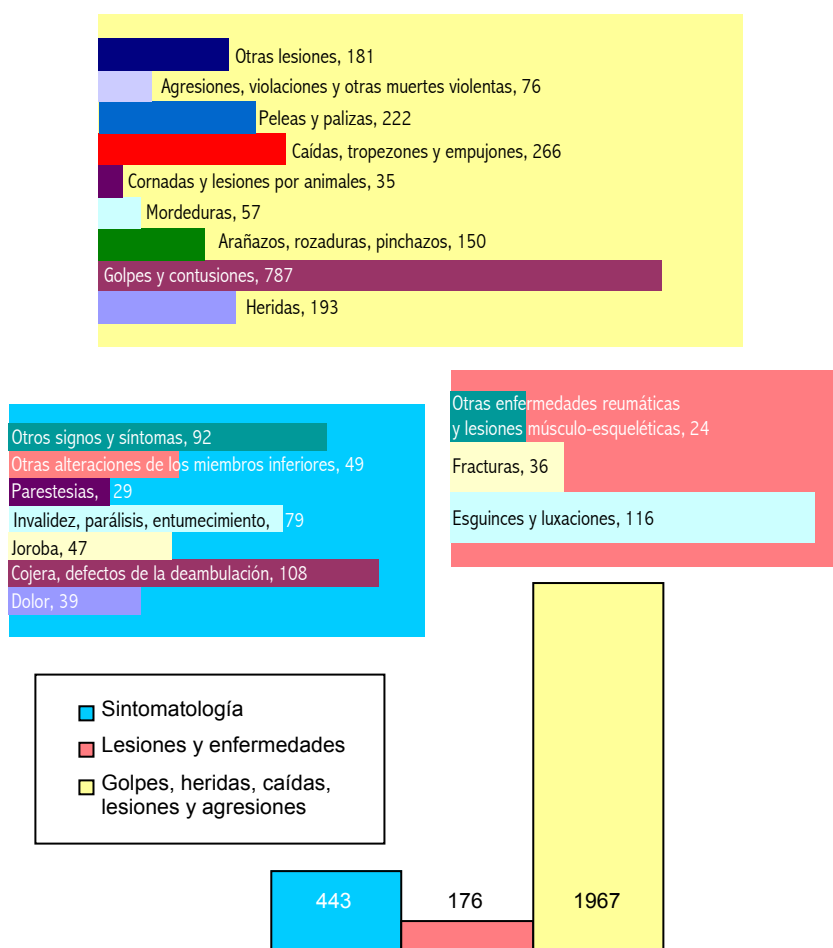 Otras lesiones, 181
Agresiones, violaciones y otras muertes violentas, 76
Peleas y palizas, 222
Caídas, tropezones y empujones, 266
Cornadas y lesiones por animales, 35
Mordeduras, 57
Arañazos, rozaduras, pinchazos, 150
Golpes y contusiones, 787
Heridas, 193
Otros signos y síntomas, 92
Otras alteraciones de los miembros inferiores, 49
Parestesias, 29
Invalidez, parálisis, entumecimiento, 79
Joroba, 47
Cojera, defectos de la deambulación, 108
Dolor, 39
Otras enfermedades reumáticas
y lesiones músculo-esqueléticas, 24
Fracturas, 36
Esguinces y luxaciones, 116
Sintomatología
Lesiones y enfermedades
Golpes, heridas, caídas,
lesiones y agresiones
443 176 1967